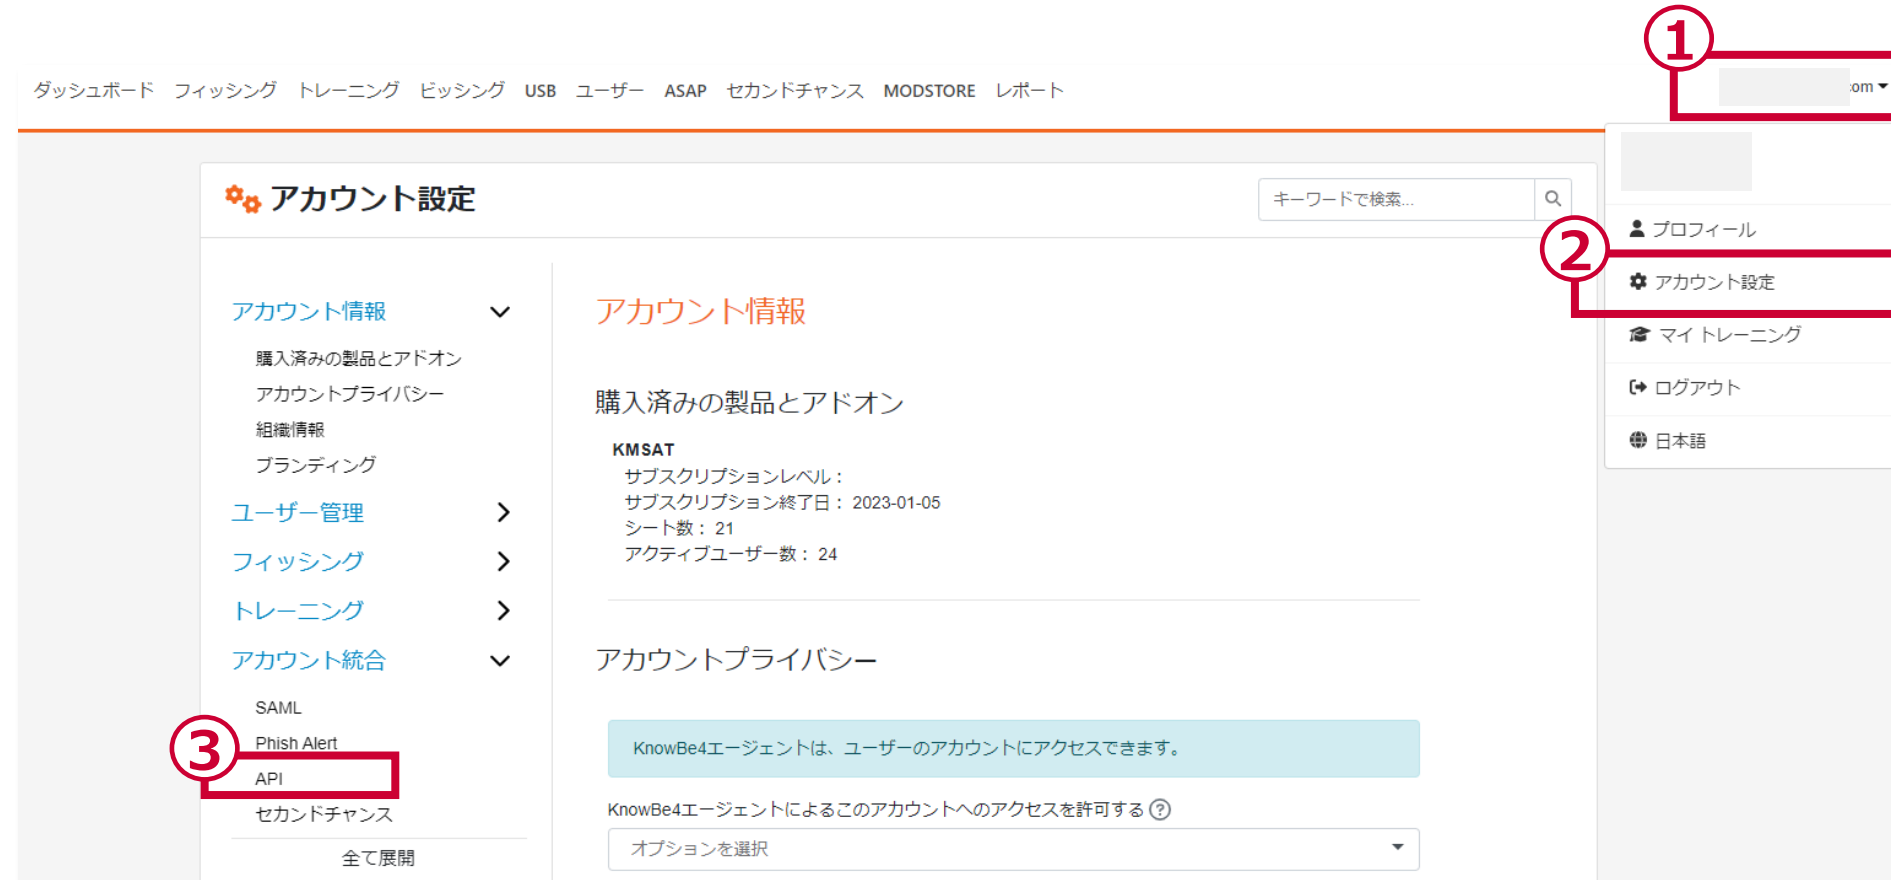 ①
ダッシュボード フィッシング トレーニング ビッシング USB ユーザー ASAP セカンドチャンス MODSTORE レポート
com
アカウント設定
キーワードで検索...
プロフィール
②
アカウント設定
マイ トレーニング
ログアウト
日本語
アカウント情報
購入済みの製品とアドオン
アカウントプライバシー
組織情報
ブランディング
ユーザー管理
フィッシング
トレーニング
アカウント統合
SAML
Phish Alert
③
API
セカンドチャンス
全て展開
アカウント情報
購入済みの製品とアドオン
KMSAT
サブスクリプションレベル：
サブスクリプション終了日： 2023-01-05
シート数： 21
アクティブユーザー数： 24
アカウントプライバシー
KnowBe4エージェントは、ユーザーのアカウントにアクセスできます。
KnowBe4エージェントによるこのアカウントへのアクセスを許可する ?
オプションを選択